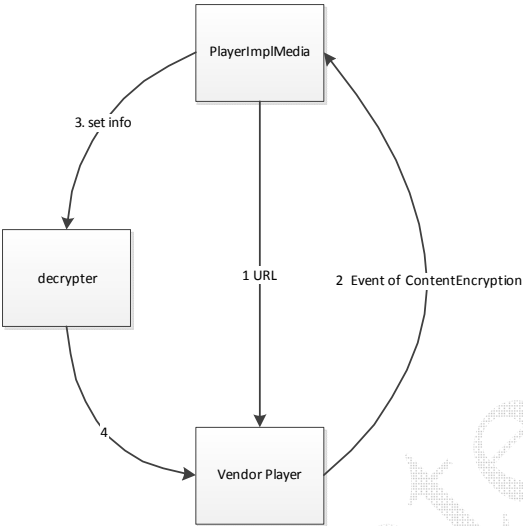 PlayerImplMedia
3. set info
decrypter
1 URL
2 Event of ContentEncryption
4
Vendor Player